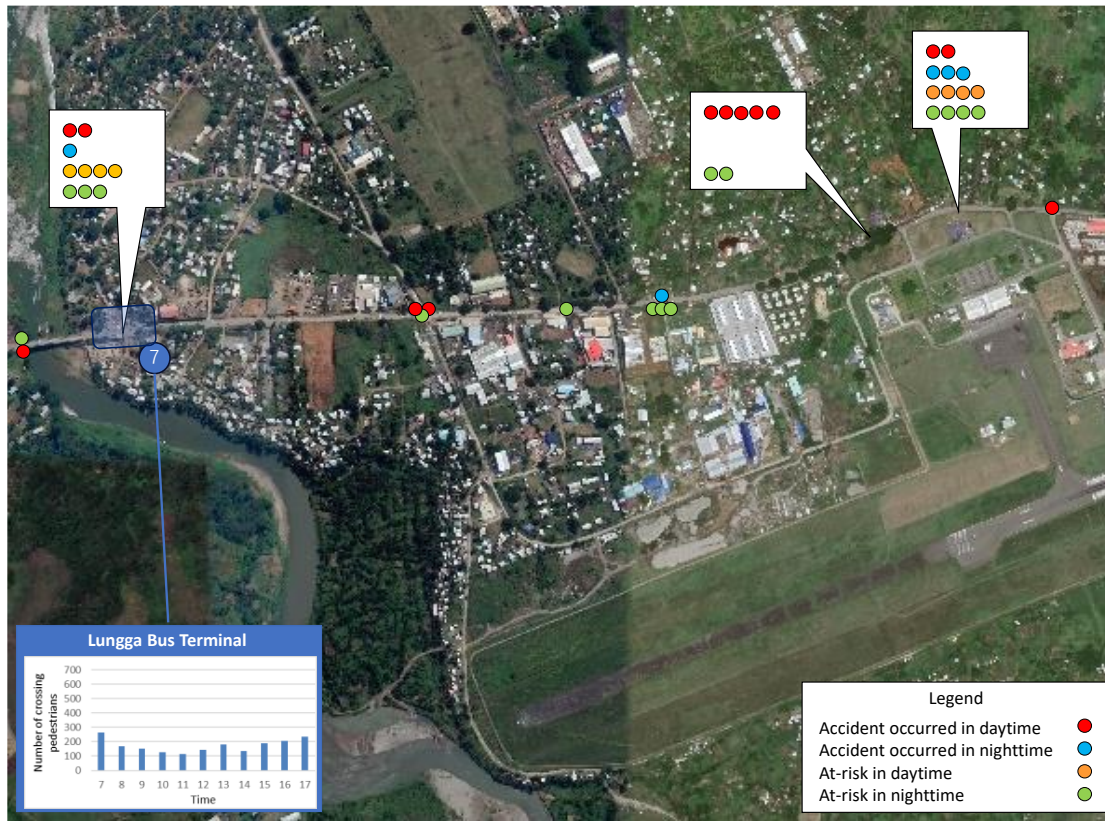 7
Lungga Bus Terminal
Number of crossing
pedestrians
700
600
500
400
300
200
100
0
7 8 9 10 11 12 13 14 15 16 17
Time
Legend
Accident occurred in daytime
Accident occurred in nighttime
At-risk in daytime
At-risk in nighttime